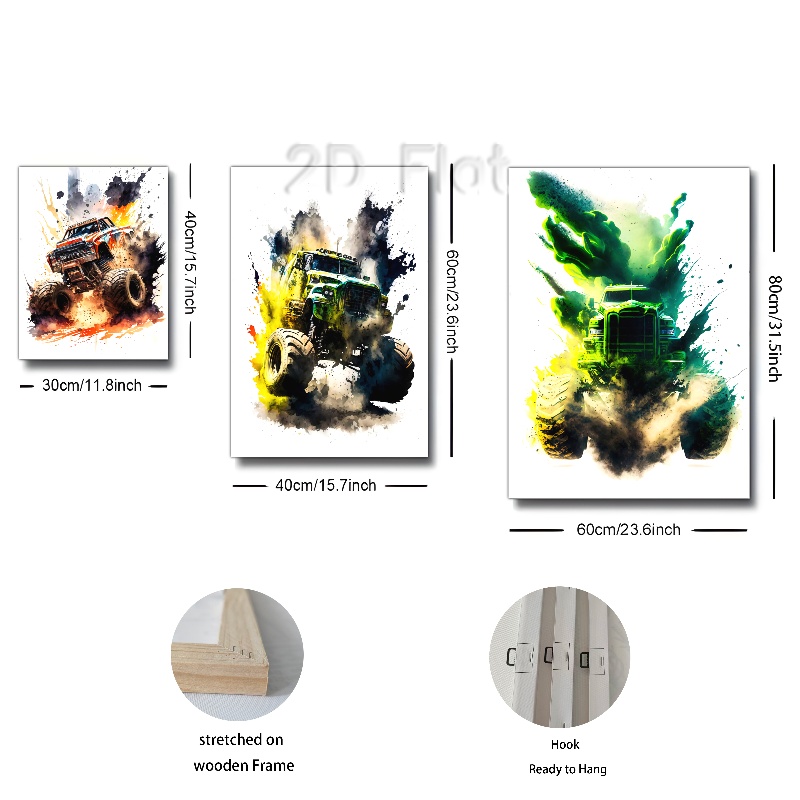 2D Flat
40cm/15.7inch
30cm/11.8inch
60cm/23.6inch
40cm/15.7inch
80cm/31.5inch
60cm/23.6inch
stretched on
wooden Frame
Hook
Ready to Hang